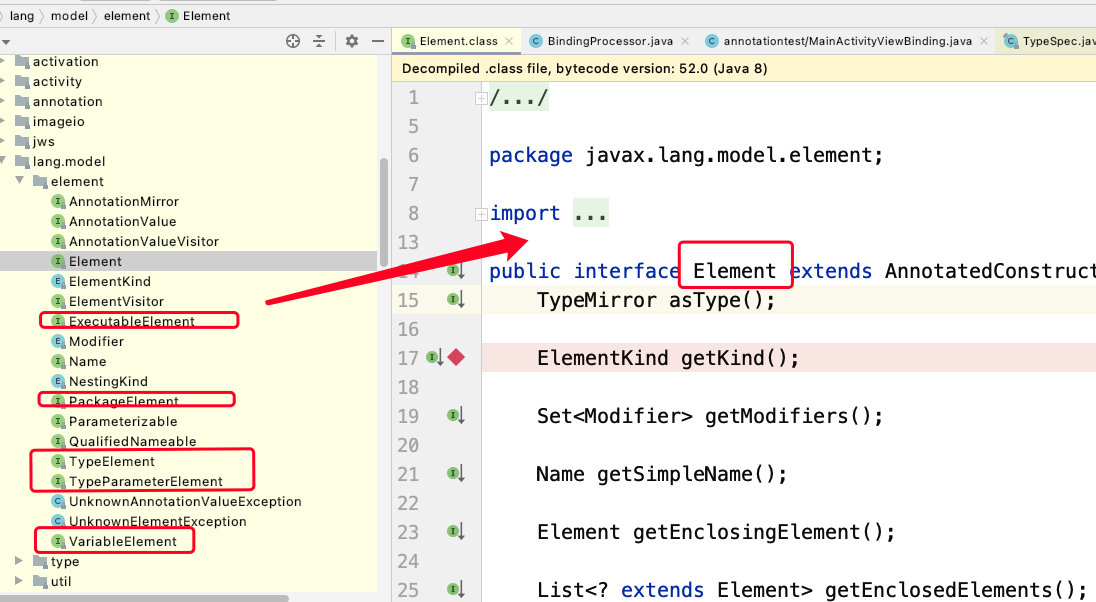 lang › model › element › Element
activation
activity
annotation
imageio
jws
lang.model
element
AnnotationMirror
AnnotationValue
AnnotationValueVisitor
Element
ElementKind
ElementVisitor
ExecutableElement
Modifier
Name
NestingKind
PackageElement
Parameterizable
QualifiedNameable
TypeElement
TypeParameterElement
UnknownAnnotationValueException
UnknownElementException
VariableElement
type
util
Element.class BindingProcessor.java annotationtest/MainActivityViewBinding.java TypeSpec.jav
Decompiled .class file, bytecode version: 52.0 (Java 8)
1 /.../
5
6 package javax.lang.model.element;
7
8 import ...
13
14 public interface Element extends AnnotatedConstruct
15 TypeMirror asType();
16
17 ElementKind getKind();
18
19 Set<Modifier> getModifiers();
20
21 Name getSimpleName();
22
23 Element getEnclosingElement();
24
25 List<? extends Element> getEnclosedElements();